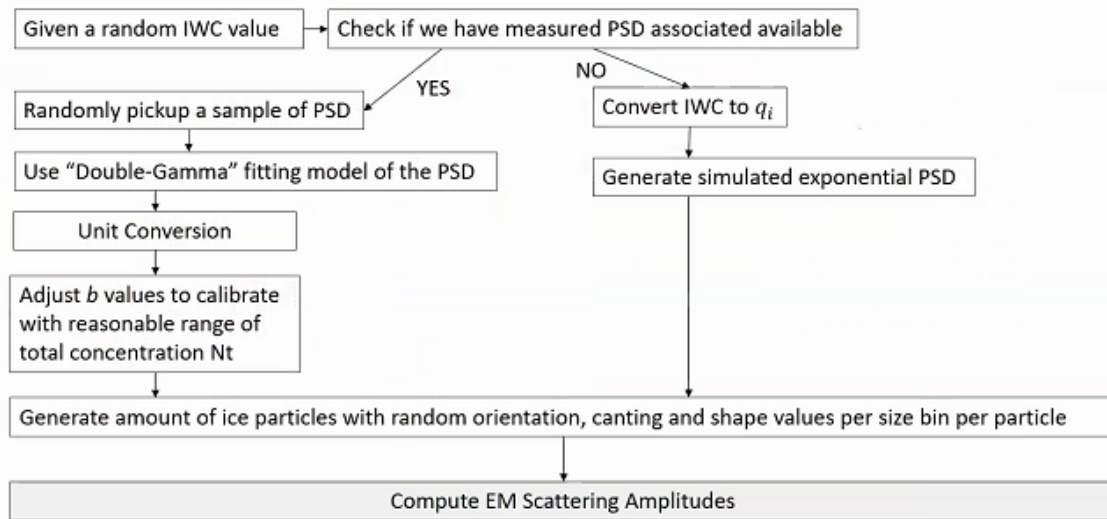 Given a random IWC value
Check if we have measured PSD associated available
YES
NO
Randomly pickup a sample of PSD
Convert IWC to qᵢ
Use “Double-Gamma” fitting model of the PSD
Generate simulated exponential PSD
Unit Conversion
Adjust b values to calibrate
with reasonable range of
total concentration Nt
Generate amount of ice particles with random orientation, canting and shape values per size bin per particle
Compute EM Scattering Amplitudes